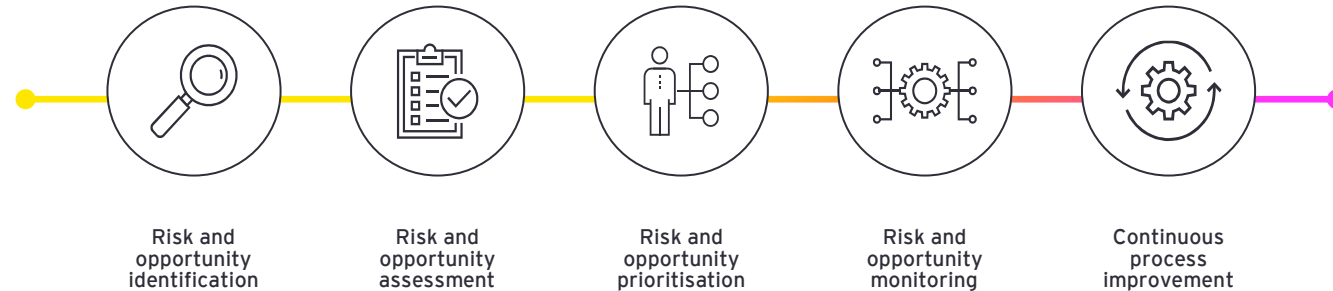 Risk and
opportunity
identification
Risk and
opportunity
assessment
Risk and
opportunity
prioritisation
Risk and
opportunity
monitoring
Continuous
process
improvement